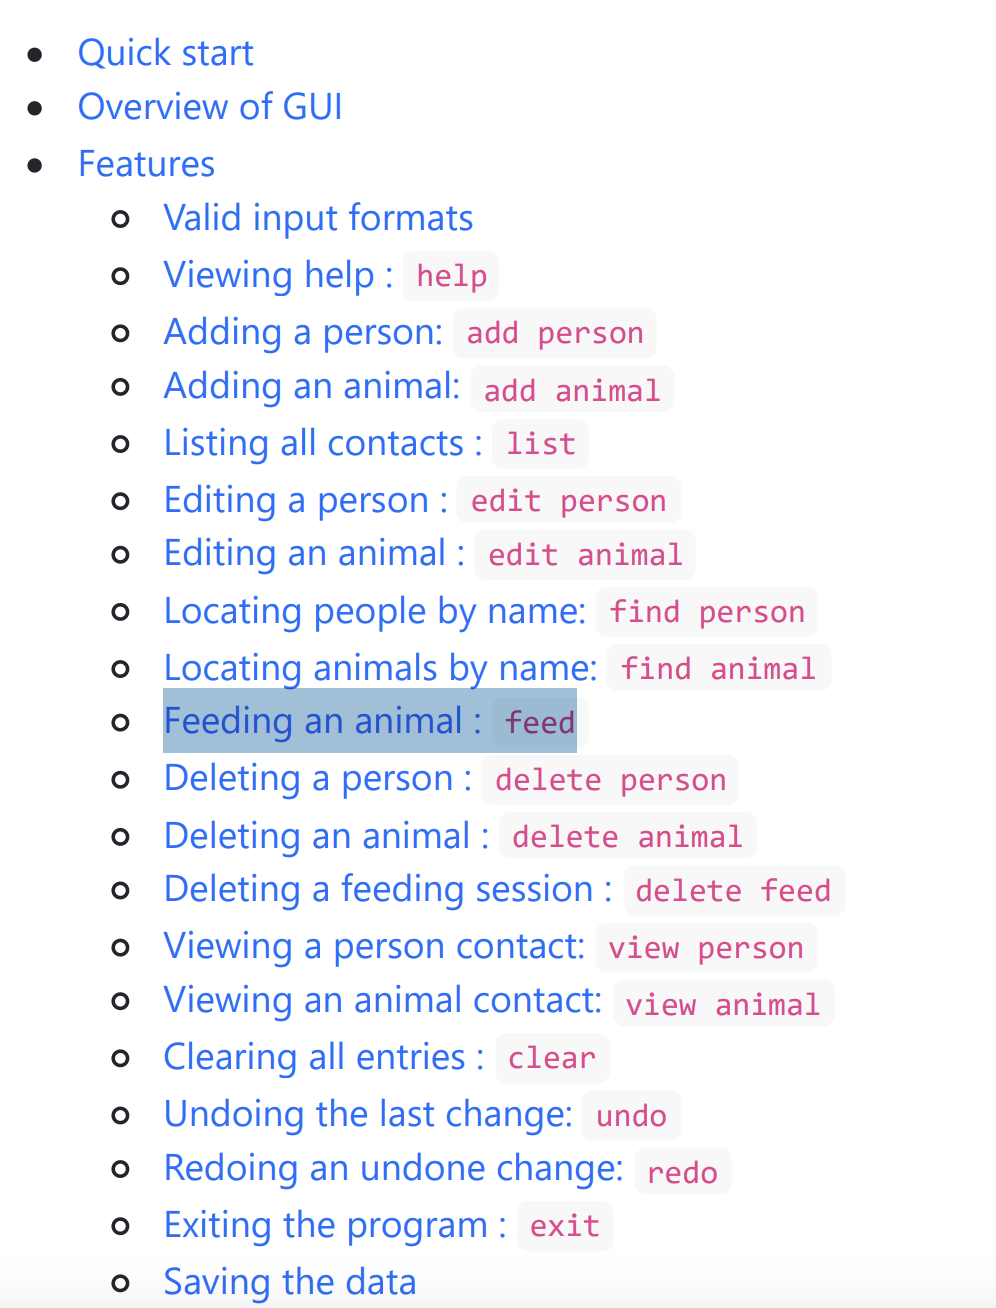 Quick start
Overview of GUI
Features
Valid input formats
Viewing help : help
Adding a person: add person
Adding an animal: add animal
Listing all contacts : list
Editing a person : edit person
Editing an animal : edit animal
Locating people by name: find person
Locating animals by name: find animal
Feeding an animal : feed
Deleting a person : delete person
Deleting an animal : delete animal
Deleting a feeding session : delete feed
Viewing a person contact: view person
Viewing an animal contact: view animal
Clearing all entries : clear
Undoing the last change: undo
Redoing an undone change: redo
Exiting the program : exit
Saving the data